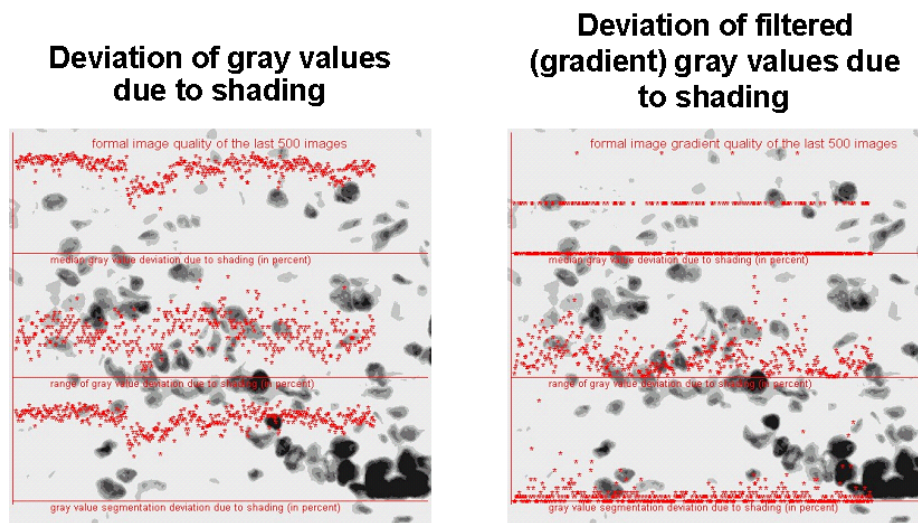 Deviation of gray values
due to shading
Deviation of filtered
(gradient) gray values due
to shading
formal image quality of the last 500 images
median gray value deviation due to shading (in percent)
range of gray value deviation due to shading (in percent)
gray value segmentation deviation due to shading (in percent)
formal image gradient quality of the last 500 images
median gray value deviation due to shading (in percent)
range of gray value deviation due to shading (in percent)
gray value segmentation deviation due to shading (in percent)